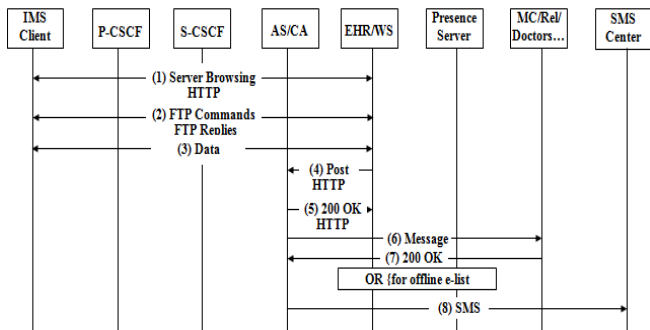 IMS
Client
P-CSCF
S-CSCF
AS/CA
EHR/WS
Presence
Server
MC/Rel/
Doctors...
SMS
Center
(1) Server Browsing
HTTP
(2) FTP Commands
FTP Replies
(3) Data
(4) Post
HTTP
(5) 200 OK
HTTP
(6) Message
(7) 200 OK
OR {for offline e-list
(8) SMS